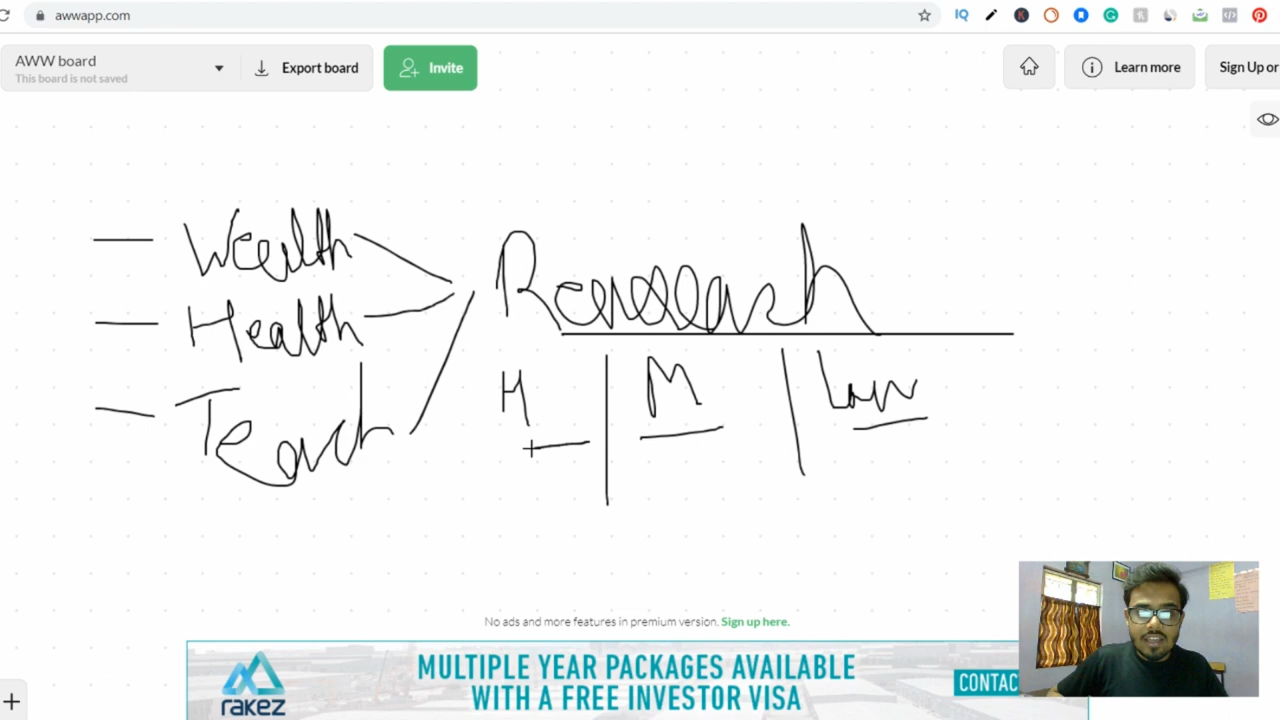 awwapp.com
IQ
AWW board
This board is not saved
Export board
Invite
Learn more
Sign Up or
Wealth
Health
Teach
Research
H
M
Law
No ads and more features in premium version. Sign up here.
rakez
MULTIPLE YEAR PACKAGES AVAILABLE
WITH A FREE INVESTOR VISA
CONTAC